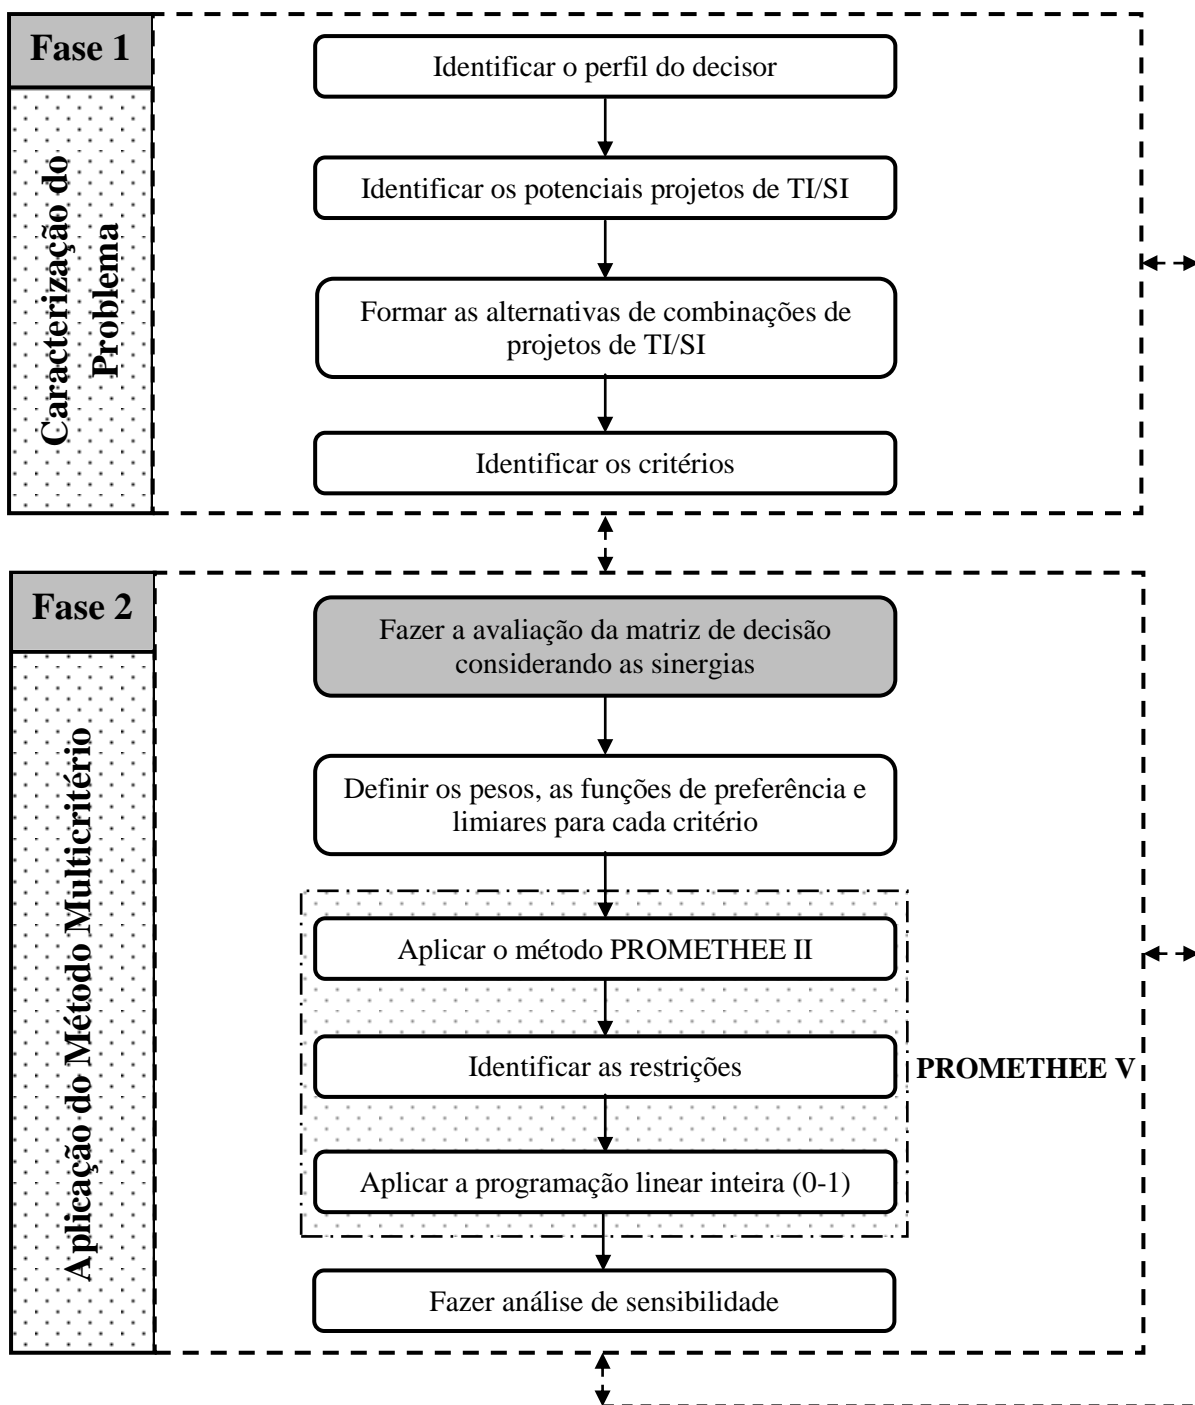 Fase 1
Caracterização do
Problema
Identificar o perfil do decisor
Identificar os potenciais projetos de TI/SI
Formar as alternativas de combinações de
projetos de TI/SI
Identificar os critérios
Fase 2
Aplicação do Método Multicritério
Fazer a avaliação da matriz de decisão
considerando as sinergias
Definir os pesos, as funções de preferência e
limiares para cada critério
Aplicar o método PROMETHEE II
Identificar as restrições
PROMETHEE V
Aplicar a programação linear inteira (0-1)
Fazer análise de sensibilidade